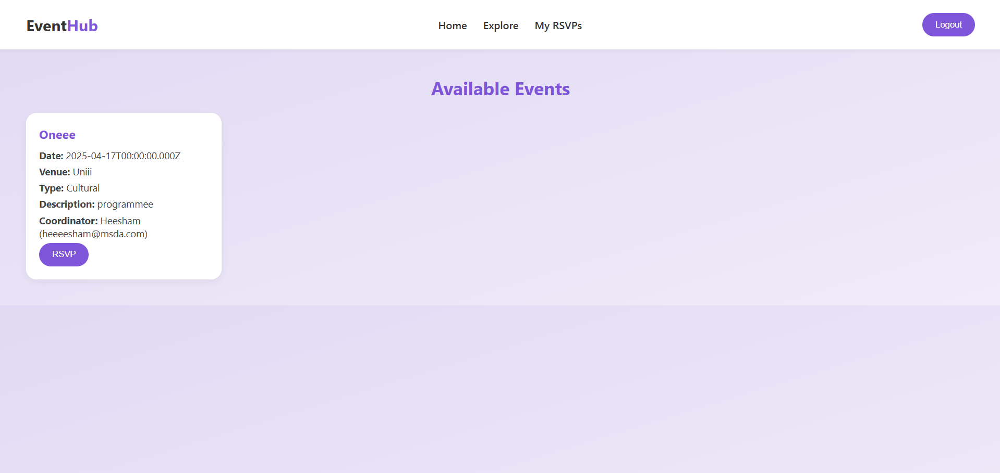 EventHub
Home Explore My RSVPs
Logout
Available Events
Oneee
Date: 2025-04-17T00:00:00.000Z
Venue: Uniii
Type: Cultural
Description: programmee
Coordinator: Heesham
(heeeesham@msda.com)
RSVP